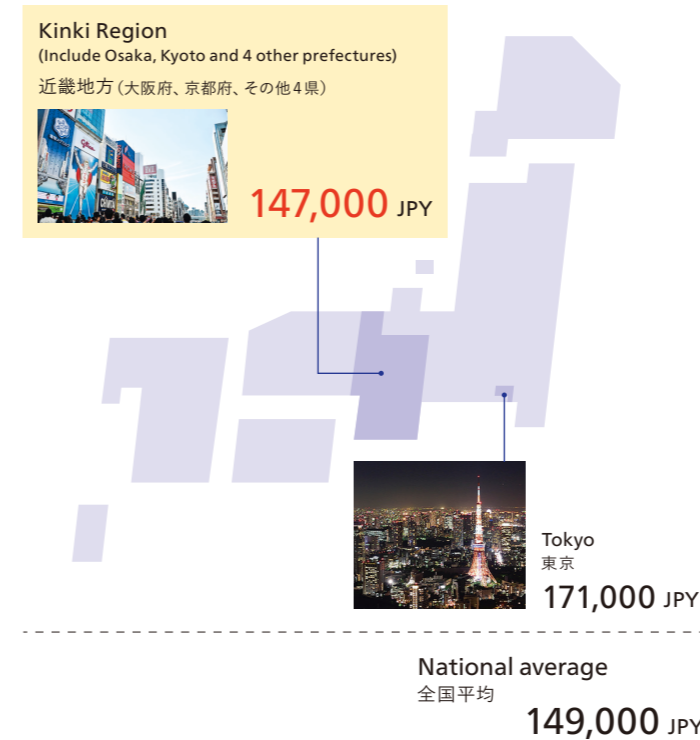 Kinki Region
(Include Osaka, Kyoto and 4 other prefectures)
近畿地方（大阪府、京都府、その他4県）
147,000 JPY
Tokyo
東京
171,000 JPY
National average
全国平均
149,000 JPY